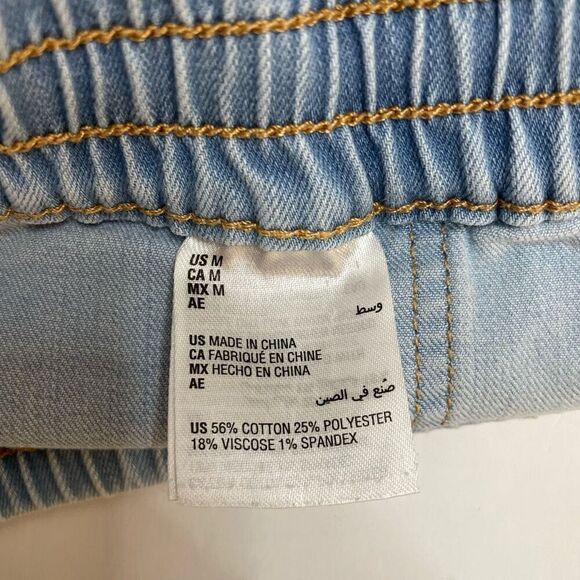 US M
CA M
MX M
AE
وسط
US MADE IN CHINA
CA FABRIQUÉ EN CHINE
MX HECHO EN CHINA
AE
صُنع في الصين
US 56% COTTON 25% POLYESTER
18% VISCOSE 1% SPANDEX